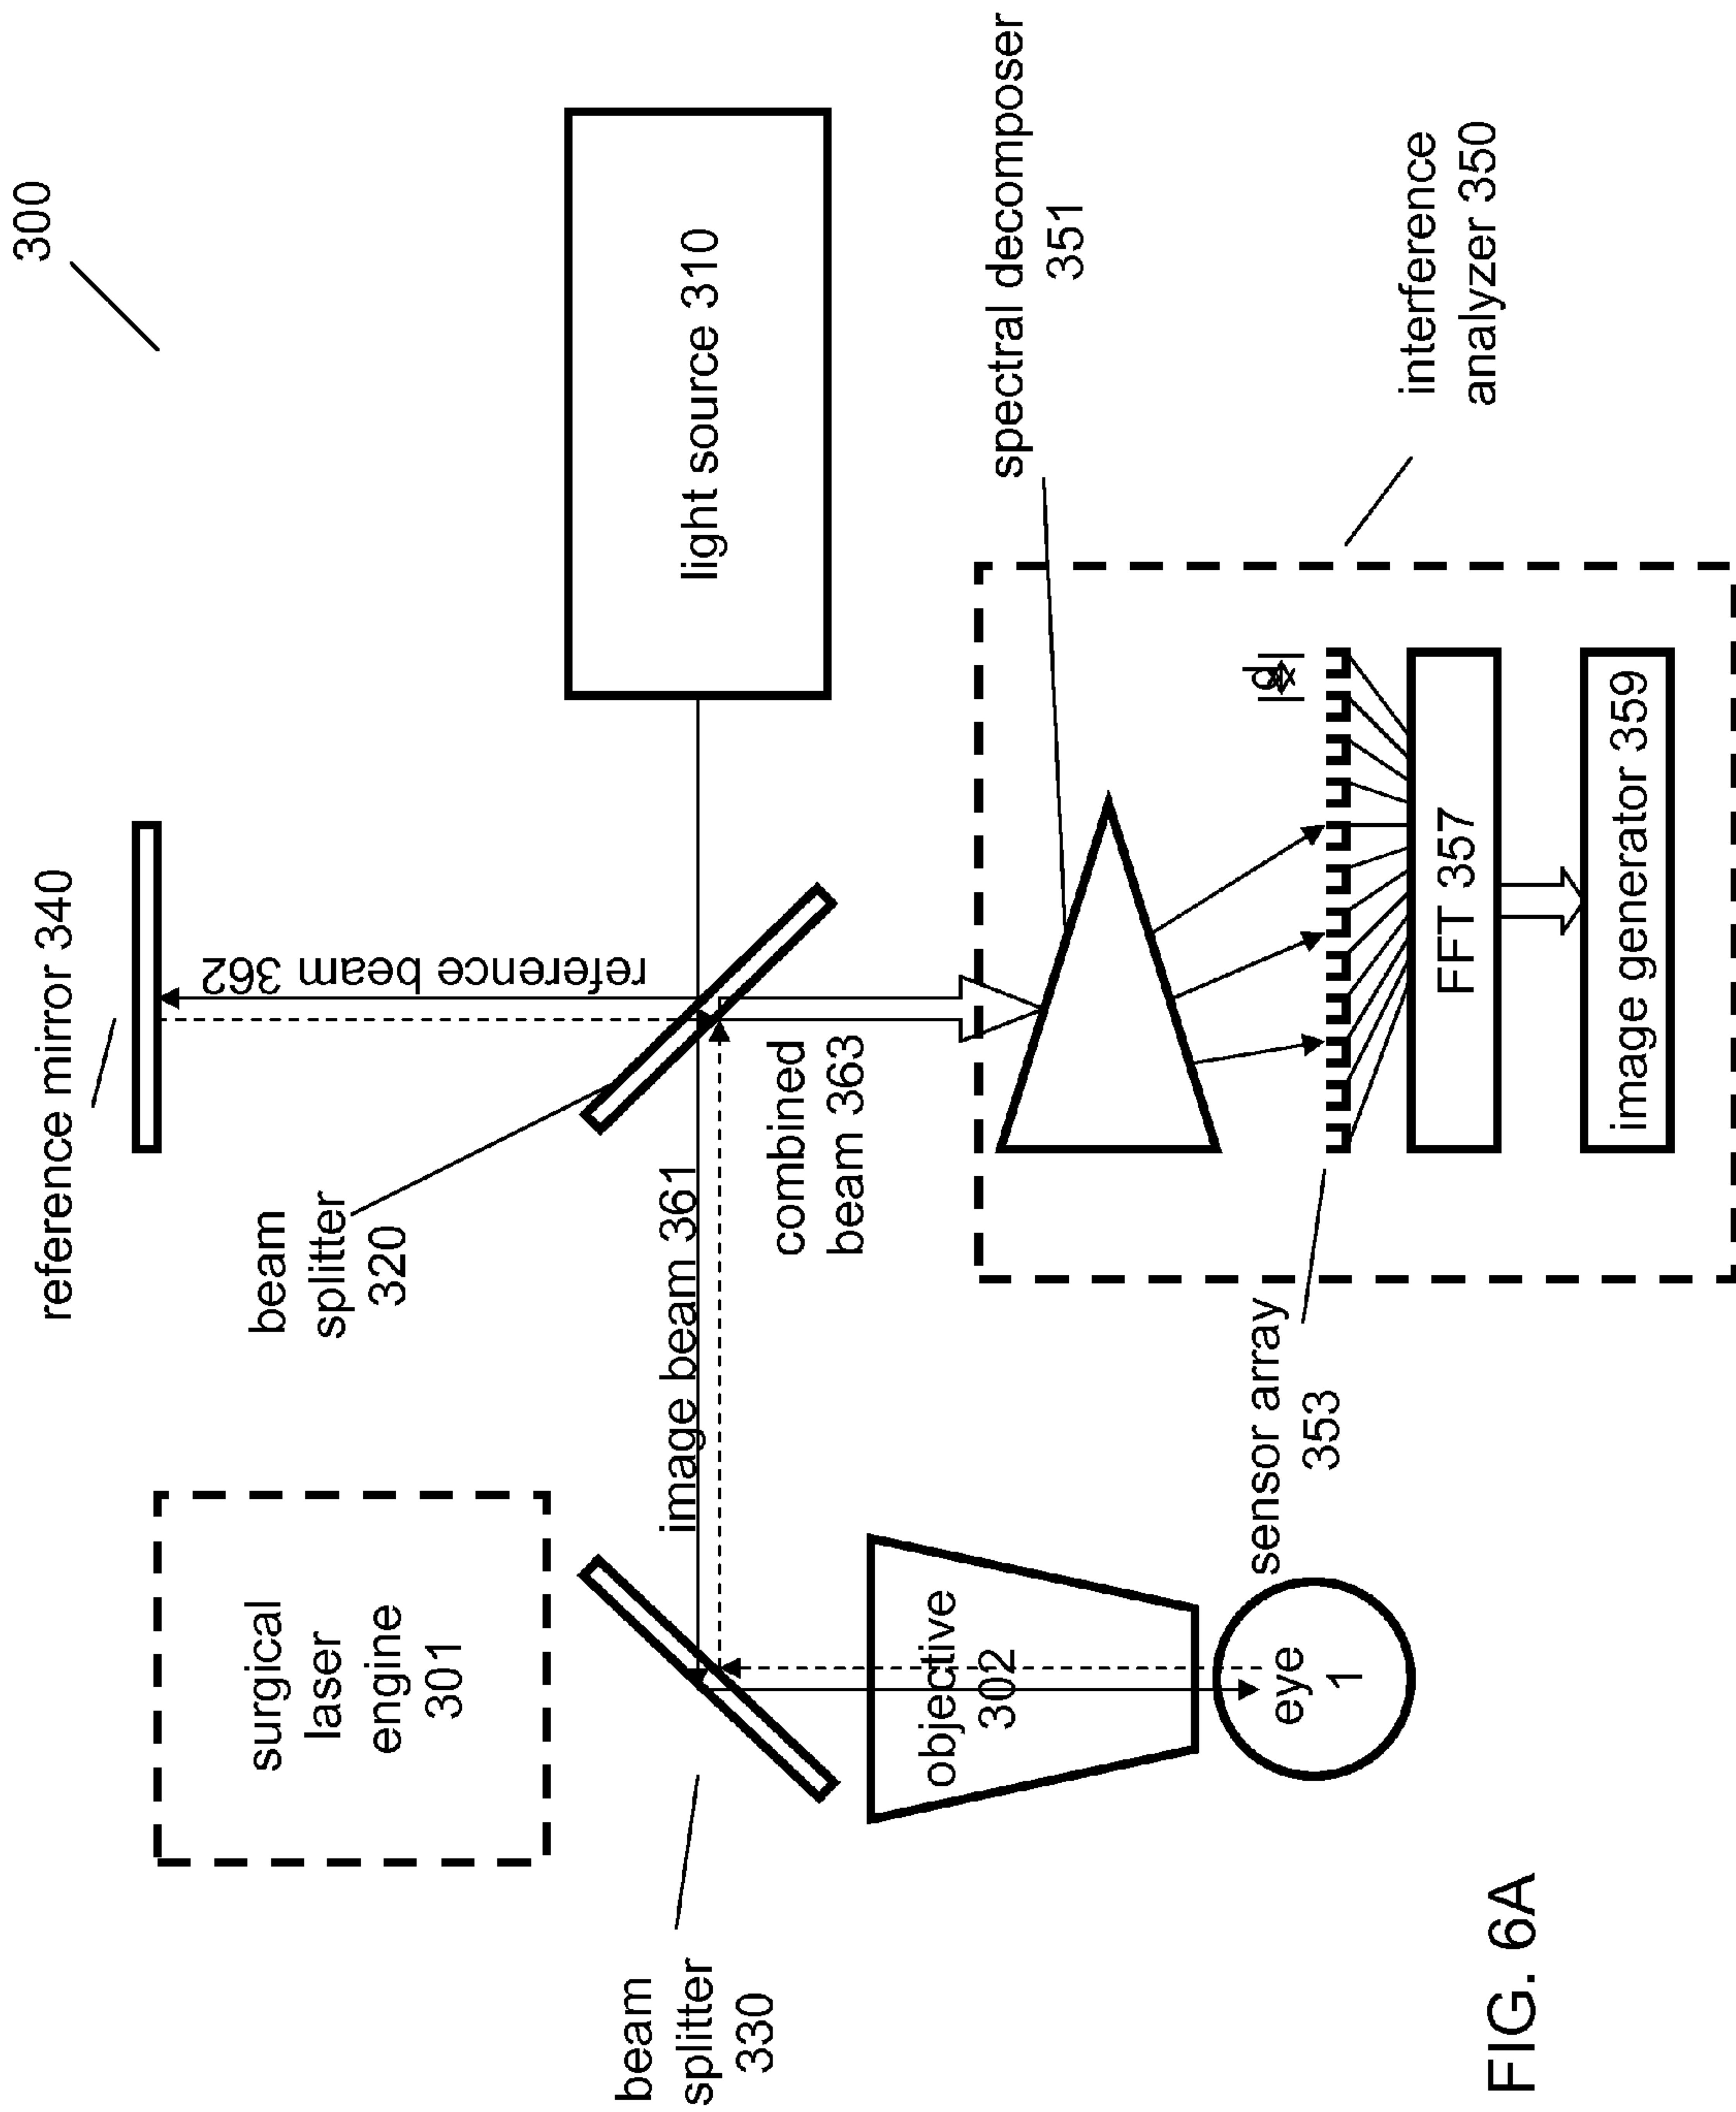 300
reference mirror 340
beam
splitter
320
reference beam 362
surgical
laser
engine
301
light source 310
image beam 361
beam
splitter
330
combined
beam 363
spectral decomposer
351
objective
302
eye
1
sensor array
353
d
FFT 357
image generator 359
interference
analyzer 350
FIG. 6A